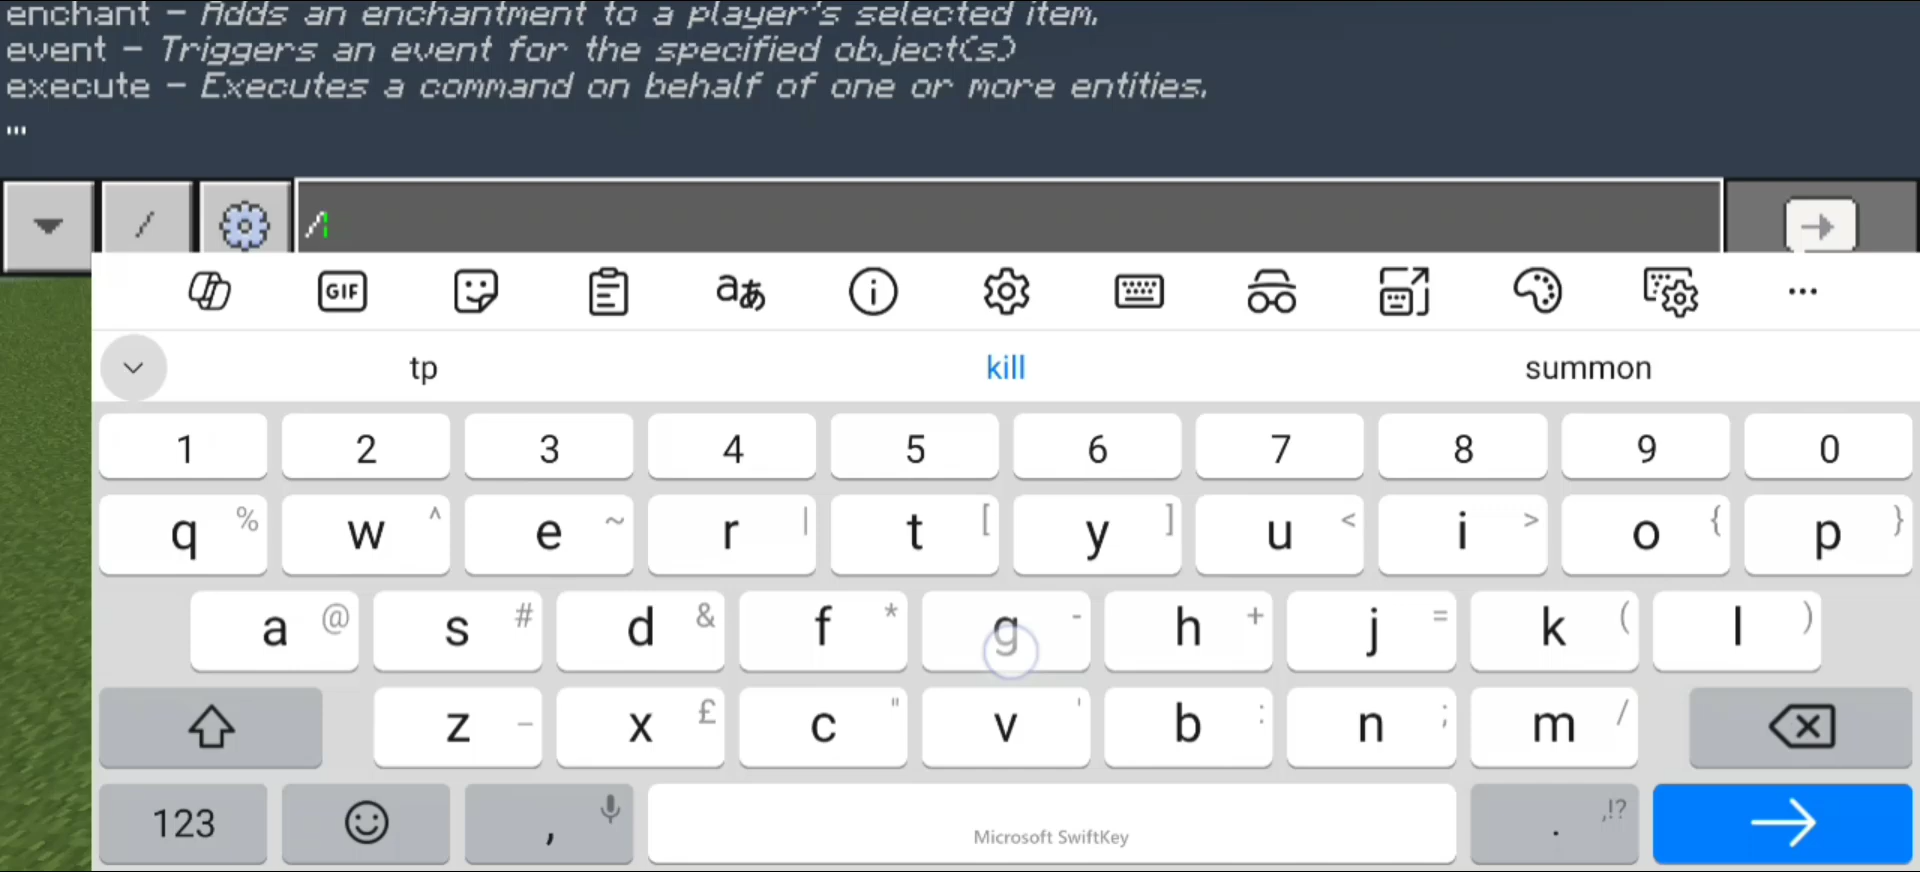 enchant - Adds an enchantment to a player's selected item.
event - Triggers an event for the specified object(s)
execute - Executes a command on behalf of one or more entities.
...
/ /
GIF aあ i ...
tp kill summon
1 2 3 4 5 6 7 8 9 0
q % w ^ e ~ r | t [ y ] u < i > o { p }
a @ s # d & f * g - h + j = k ( l )
z _ x £ c " v ' b : n ; m /
123 , Microsoft SwiftKey . ,!?